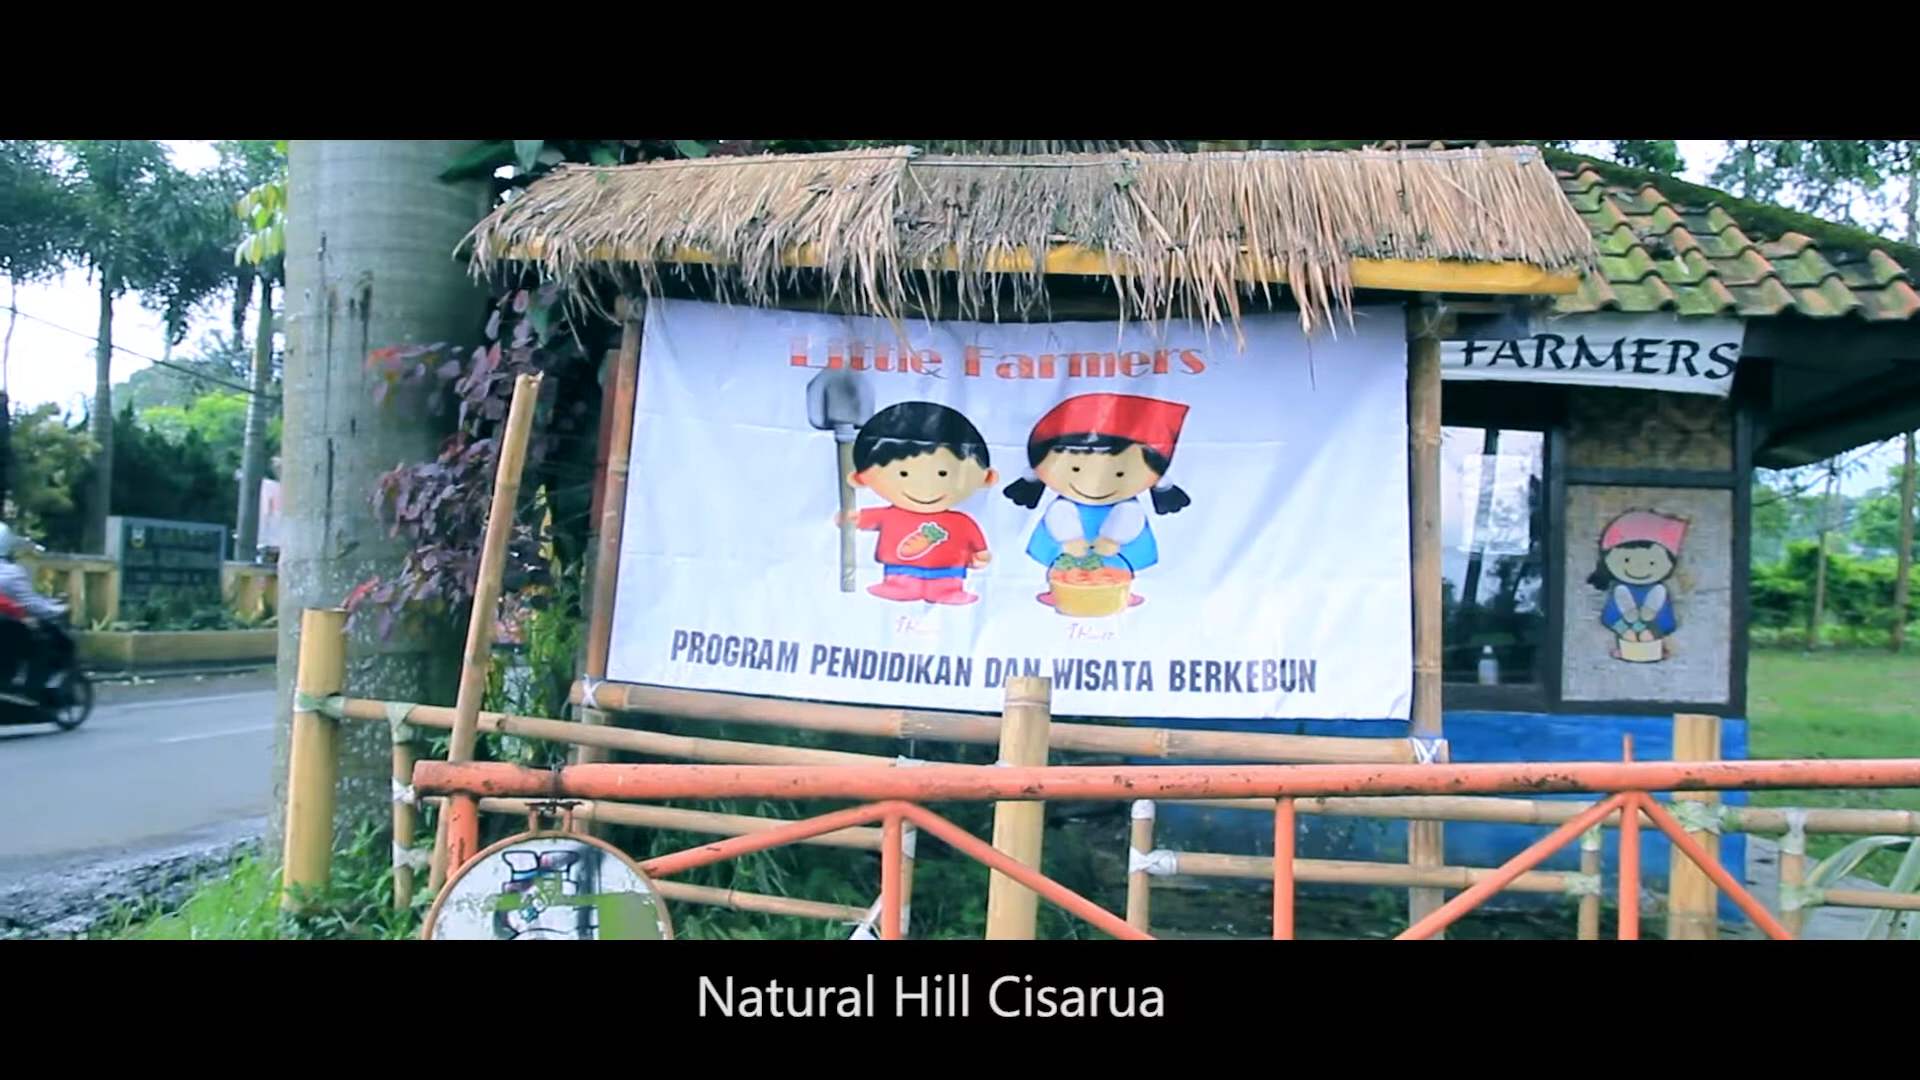 Little Farmers
FARMERS
PROGRAM PENDIDIKAN DAN WISATA BERKEBUN
Natural Hill Cisarua